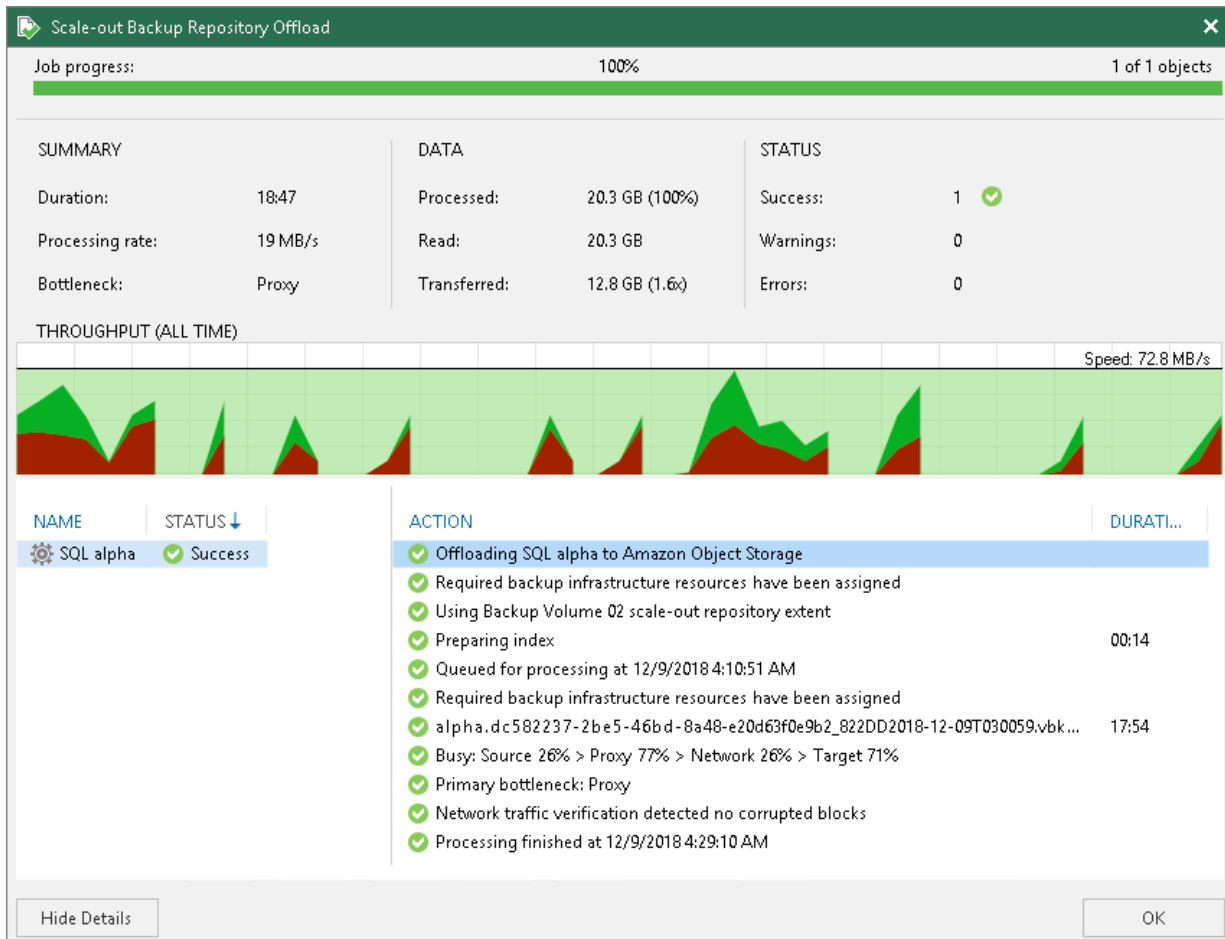 Scale-out Backup Repository Offload
Job progress: 100% 1 of 1 objects
SUMMARY DATA STATUS
Duration: 18:47 Processed: 20.3 GB (100%) Success: 1
Processing rate: 19 MB/s Read: 20.3 GB Warnings: 0
Bottleneck: Proxy Transferred: 12.8 GB (1.6x) Errors: 0
THROUGHPUT (ALL TIME)
Speed: 72.8 MB/s
NAME STATUS ACTION DURATI...
SQL alpha Success Offloading SQL alpha to Amazon Object Storage
Required backup infrastructure resources have been assigned
Using Backup Volume 02 scale-out repository extent
Preparing index 00:14
Queued for processing at 12/9/2018 4:10:51 AM
Required backup infrastructure resources have been assigned
alpha.dc582237-2be5-46bd-8a48-e20d63f0e9b2_822DD2018-12-09T030059.vbk... 17:54
Busy: Source 26% > Proxy 77% > Network 26% > Target 71%
Primary bottleneck: Proxy
Network traffic verification detected no corrupted blocks
Processing finished at 12/9/2018 4:29:10 AM
Hide Details OK